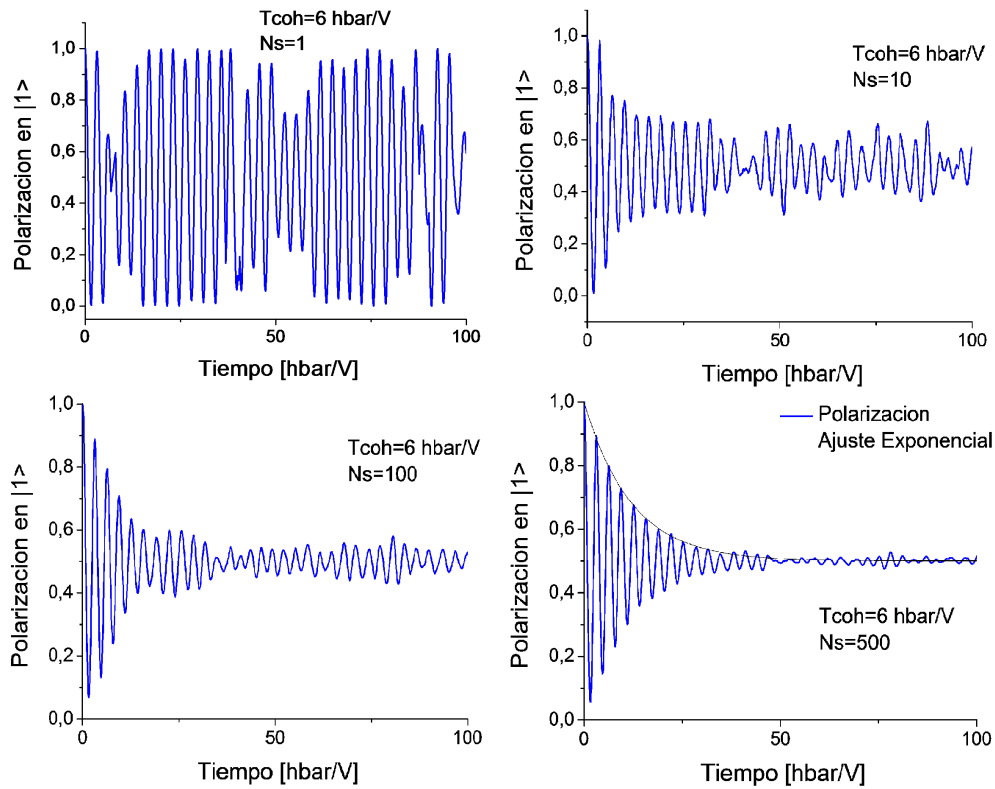 Tcoh=6 hbar/V
Ns=1
Polarizacion en |1>
1,0
0,8
0,6
0,4
0,2
0,0
0
50
100
Tiempo [hbar/V]
Tcoh=6 hbar/V
Ns=10
Polarizacion en |1>
1,0
0,8
0,6
0,4
0,2
0,0
0
50
100
Tiempo [hbar/V]
Tcoh=6 hbar/V
Ns=100
Polarizacion en |1>
1,0
0,8
0,6
0,4
0,2
0,0
0
50
100
Tiempo [hbar/V]
Polarizacion
Ajuste Exponencial
Tcoh=6 hbar/V
Ns=500
Polarizacion en |1>
1,0
0,8
0,6
0,4
0,2
0,0
0
50
100
Tiempo [hbar/V]